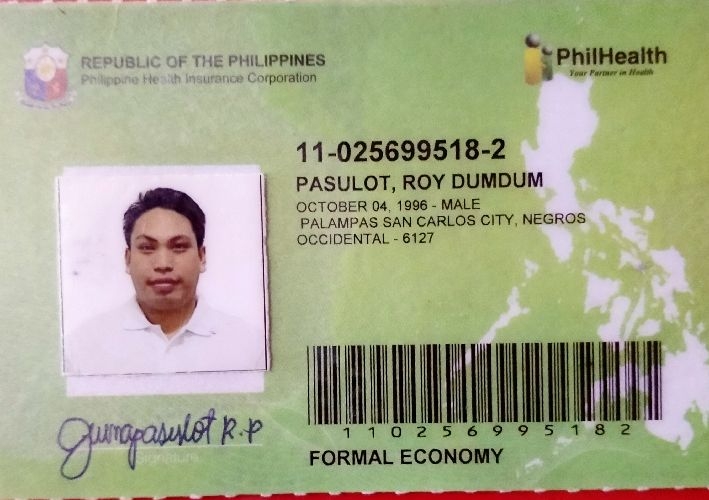 REPUBLIC OF THE PHILIPPINES
Philippine Health Insurance Corporation
PhilHealth
Your Partner in Health
11-025699518-2
PASULOT, ROY DUMDUM
OCTOBER 04, 1996 - MALE
PALAMPAS SAN CARLOS CITY, NEGROS
OCCIDENTAL - 6127
110256995182
Signature
FORMAL ECONOMY